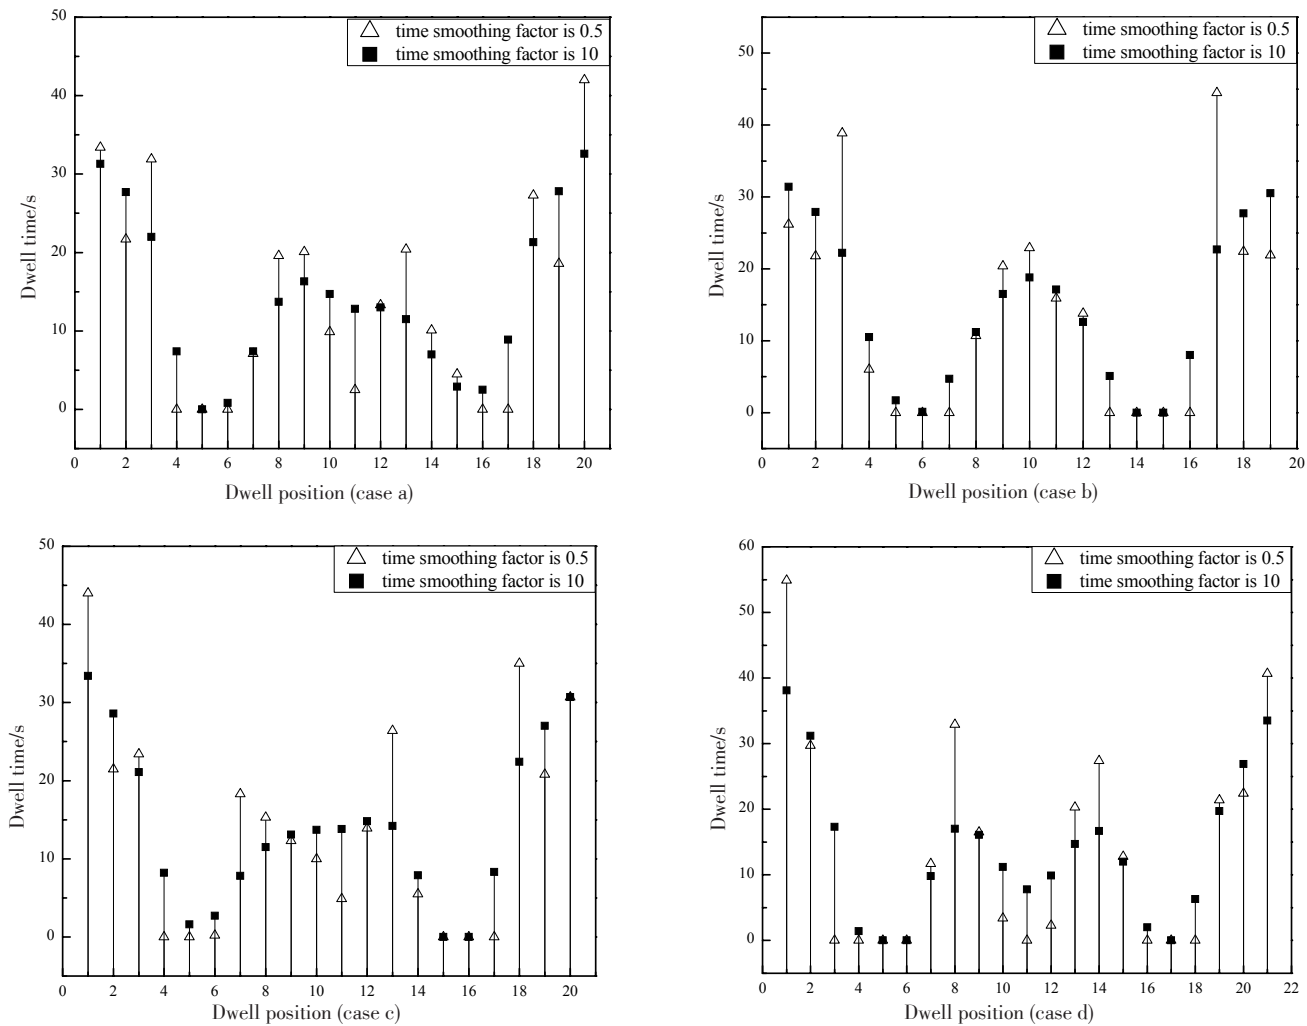 50
40
30
20
10
0
Dwell time/s
time smoothing factor is 0.5
time smoothing factor is 10
0 2 4 6 8 10 12 14 16 18 20
Dwell position (case a)
50
40
30
20
10
0
Dwell time/s
time smoothing factor is 0.5
time smoothing factor is 10
0 2 4 6 8 10 12 14 16 18 20
Dwell position (case b)
50
40
30
20
10
0
Dwell time/s
time smoothing factor is 0.5
time smoothing factor is 10
0 2 4 6 8 10 12 14 16 18 20
Dwell position (case c)
60
50
40
30
20
10
0
Dwell time/s
time smoothing factor is 0.5
time smoothing factor is 10
0 2 4 6 8 10 12 14 16 18 20 22
Dwell position (case d)